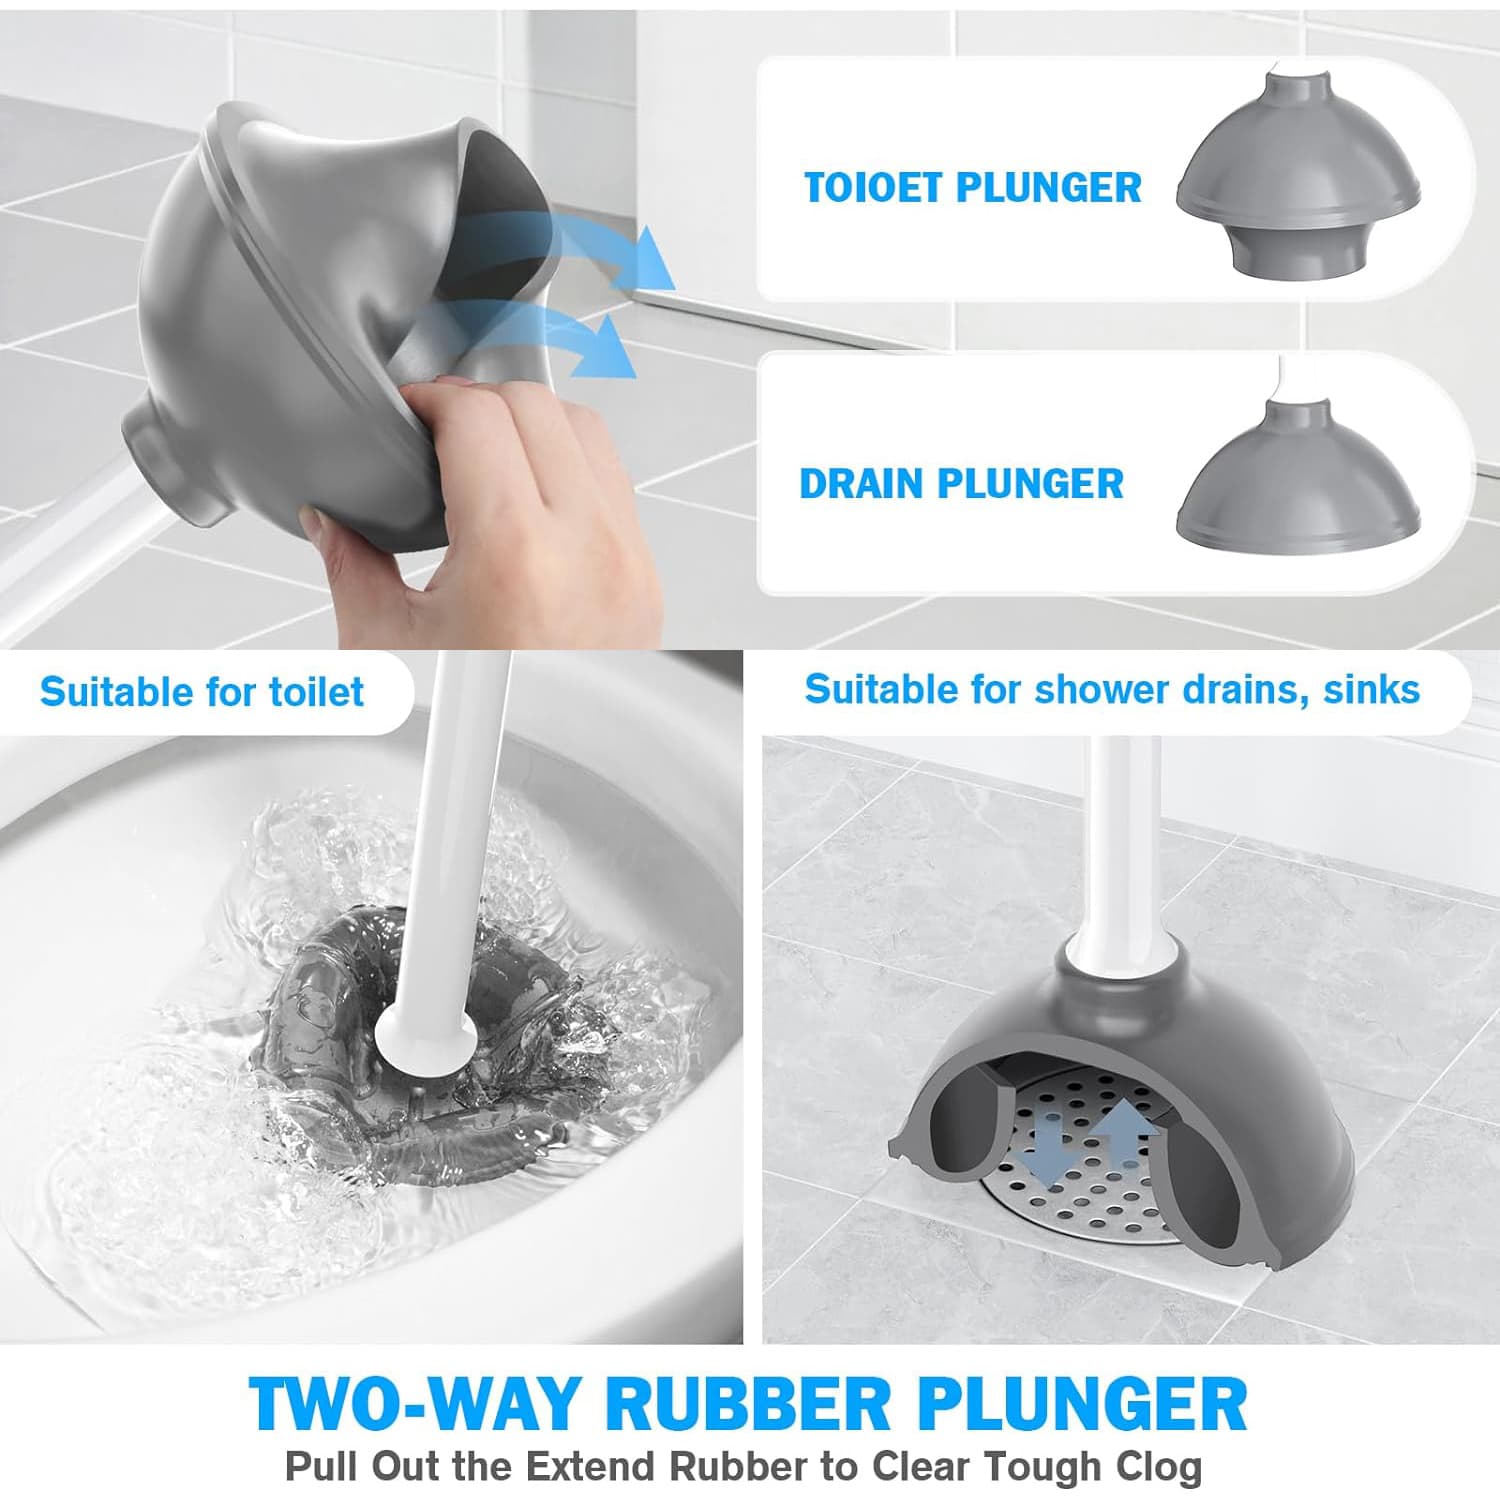 TOIOET PLUNGER
DRAIN PLUNGER
Suitable for toilet
Suitable for shower drains, sinks
TWO-WAY RUBBER PLUNGER
Pull Out the Extend Rubber to Clear Tough Clog